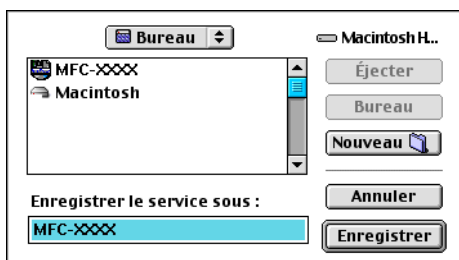 Bureau
Macintosh H...
MFC-XXXX
Macintosh
Éjecter
Bureau
Nouveau
Enregistrer le service sous :
MFC-XXXX
Annuler
Enregistrer